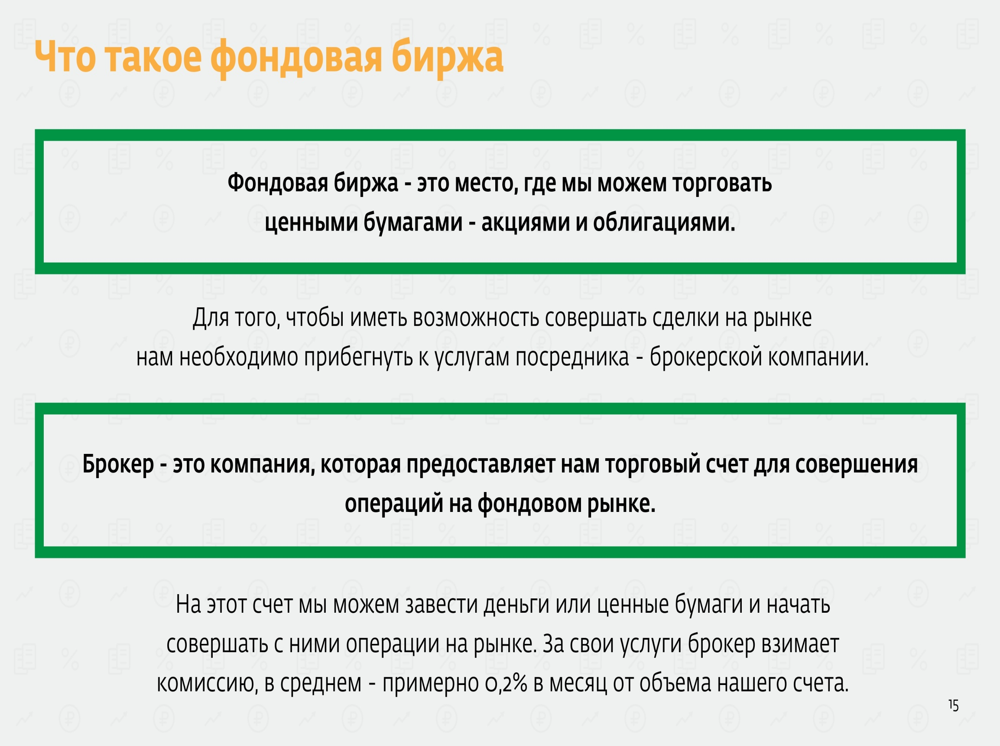 Что такое фондовая биржа
Фондовая биржа - это место, где мы можем торговать
ценными бумагами - акциями и облигациями.
Для того, чтобы иметь возможность совершать сделки на рынке
нам необходимо прибегнуть к услугам посредника - брокерской компании.
Брокер - это компания, которая предоставляет нам торговый счет для совершения
операций на фондовом рынке.
На этот счет мы можем завести деньги или ценные бумаги и начать
совершать с ними операции на рынке. За свои услуги брокер взимает
комиссию, в среднем - примерно 0,2% в месяц от объема нашего счета.
15